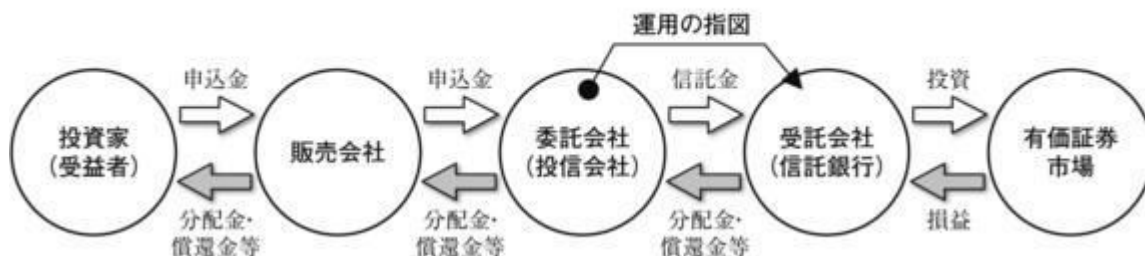 運用の指図
申込金
申込金
信託金
投資
投資家
(受益者)
販売会社
委託会社
(投信会社)
受託会社
(信託銀行)
有価証券
市場
分配金・
償還金等
分配金・
償還金等
分配金・
償還金等
損益